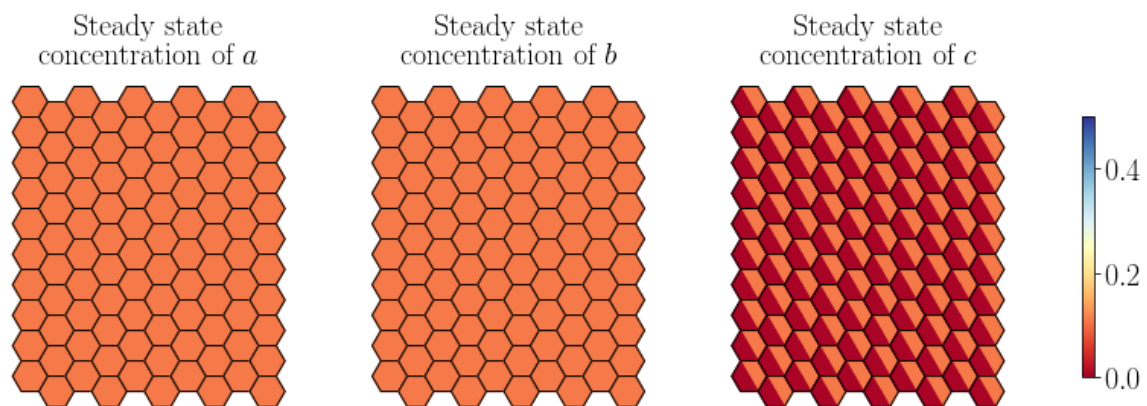 Steady state
concentration of a
Steady state
concentration of b
Steady state
concentration of c
0.4
0.2
0.0